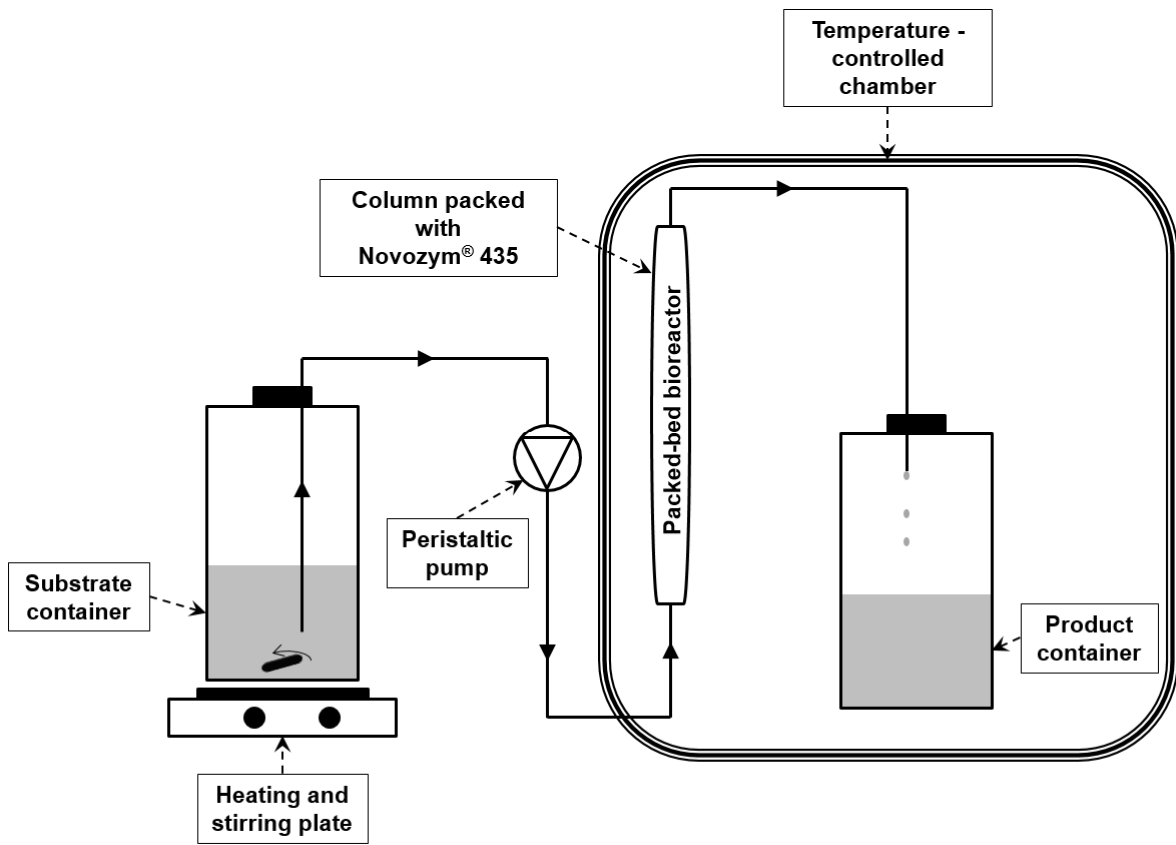 Temperature -
controlled
chamber
Column packed
with
Novozym® 435
Packed-bed bioreactor
Peristaltic
pump
Substrate
container
Product
container
Heating and
stirring plate